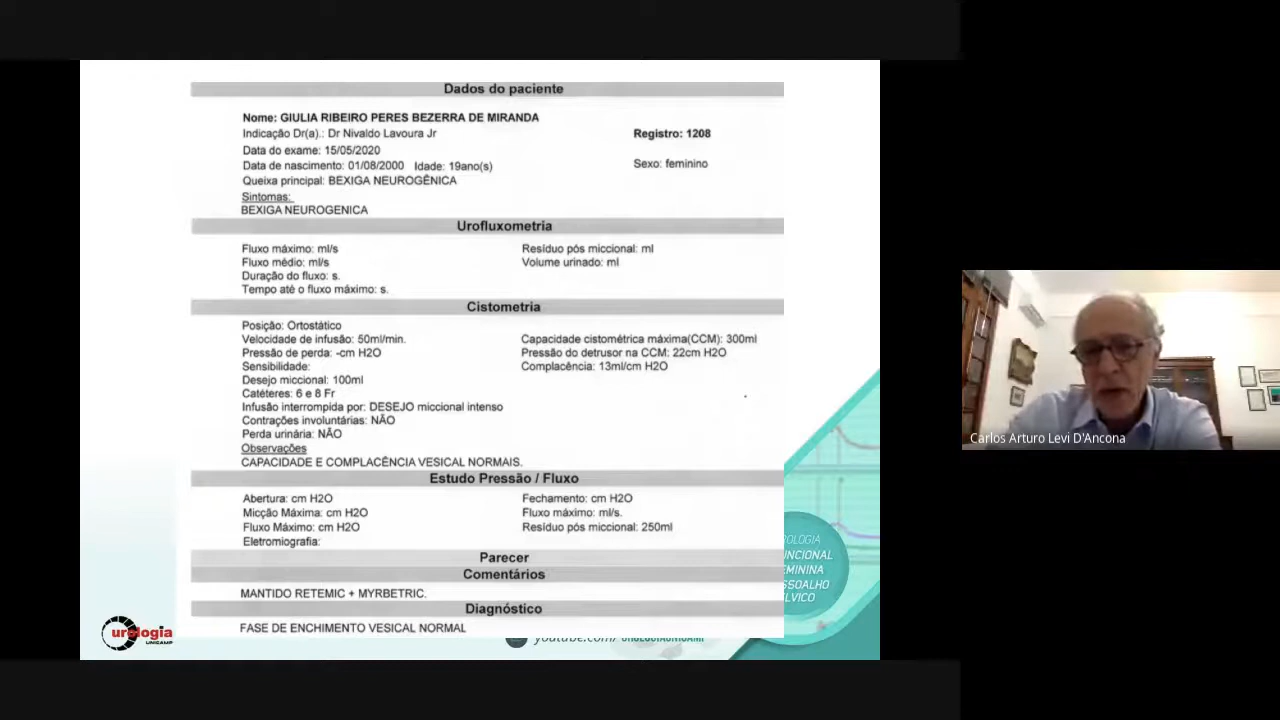 Dados do paciente
Nome: GIULIA RIBEIRO PERES BEZERRA DE MIRANDA
Indicação Dr(a).: Dr Nivaldo Lavoura Jr
Registro: 1208
Data do exame: 15/05/2020
Data de nascimento: 01/08/2000 Idade: 19ano(s)
Sexo: feminino
Queixa principal: BEXIGA NEUROGÊNICA
Sintomas:
BEXIGA NEUROGENICA
Urofluxometria
Fluxo máximo: ml/s
Resíduo pós miccional: ml
Fluxo médio: ml/s
Volume urinado: ml
Duração do fluxo: s.
Tempo até o fluxo máximo: s.
Cistometria
Posição: Ortostático
Velocidade de infusão: 50ml/min.
Capacidade cistométrica máxima(CCM): 300ml
Pressão de perda: -cm H2O
Pressão do detrusor na CCM: 22cm H2O
Sensibilidade:
Complacência: 13ml/cm H2O
Desejo miccional: 100ml
Catéteres: 6 e 8 Fr
Infusão interrompida por: DESEJO miccional intenso
Contrações involuntárias: NÃO
Perda urinária: NÃO
Observações
CAPACIDADE E COMPLACÊNCIA VESICAL NORMAIS.
Estudo Pressão / Fluxo
Abertura: cm H2O
Fechamento: cm H2O
Micção Máxima: cm H2O
Fluxo máximo: ml/s.
Fluxo Máximo: cm H2O
Resíduo pós miccional: 250ml
Eletromiografia:
Parecer
Comentários
MANTIDO RETEMIC + MYRBETRIC.
Diagnóstico
FASE DE ENCHIMENTO VESICAL NORMAL
urologia
UNICAMP
youtube.com/
Carlos Arturo Levi D'Ancona